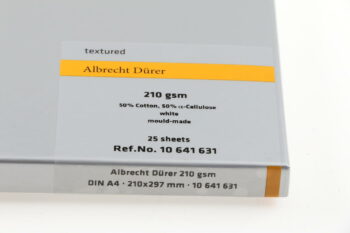 textured
Albrecht Dürer
210 gsm
50% Cotton, 50% α-Cellulose
white
mould-made
25 sheets
Ref.No. 10 641 631
Albrecht Dürer 210 gsm
DIN A4 · 210x297 mm · 10 641 631